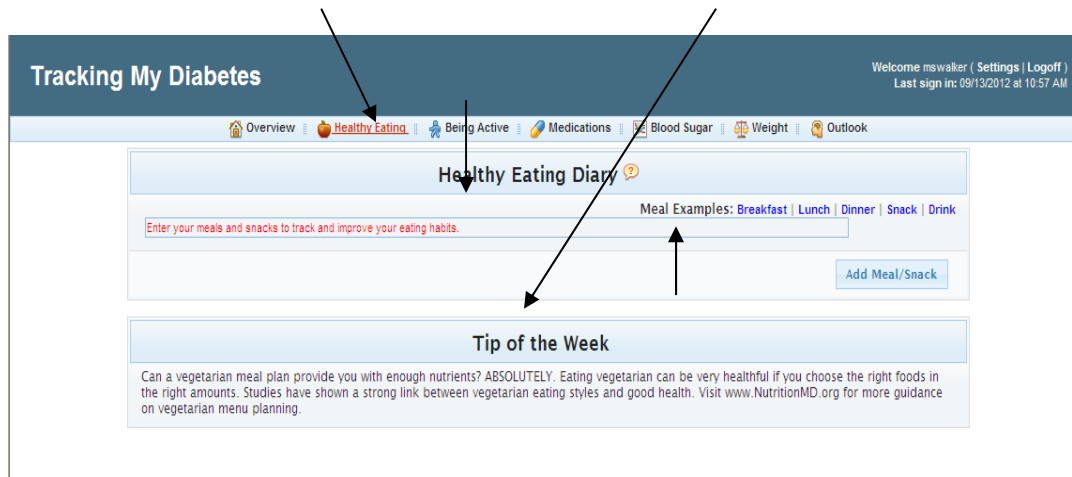 Tracking My Diabetes
Welcome mswalker ( Settings | Logoff )
Last sign in: 09/13/2012 at 10:57 AM
Overview Healthy Eating Being Active Medications Blood Sugar Weight Outlook
Healthy Eating Diary ?
Meal Examples: Breakfast | Lunch | Dinner | Snack | Drink
Enter your meals and snacks to track and improve your eating habits.
Add Meal/Snack
Tip of the Week
Can a vegetarian meal plan provide you with enough nutrients? ABSOLUTELY. Eating vegetarian can be very healthful if you choose the right foods in
the right amounts. Studies have shown a strong link between vegetarian eating styles and good health. Visit www.NutritionMD.org for more guidance
on vegetarian menu planning.